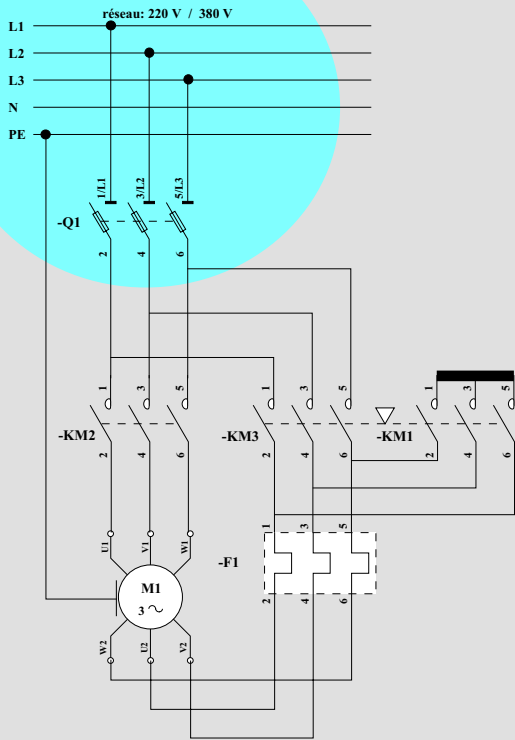 réseau: 220 V / 380 V
L1
L2
L3
N
PE
1/L1 3/L2 5/L3
-Q1
2 4 6
1 3 5 1 3 5 1 3 5
-KM2 -KM3 -KM1
2 4 6 2 4 6 2 4 6
U1 V1 W1
1 3 5
-F1
M1
3
2 4 6
W2 U2 V2